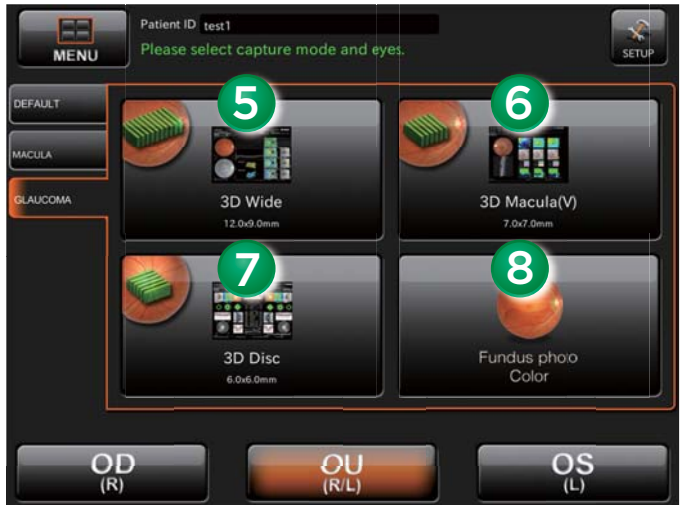 MENU
Patient ID test1
Please select capture mode and eyes.
SETUP
DEFAULT
MACULA
GLAUCOMA
5
3D Wide
12.0x9.0mm
6
3D Macula(V)
7.0x7.0mm
7
3D Disc
6.0x6.0mm
8
Fundus photo
Color
OD
(R)
OU
(R/L)
OS
(L)